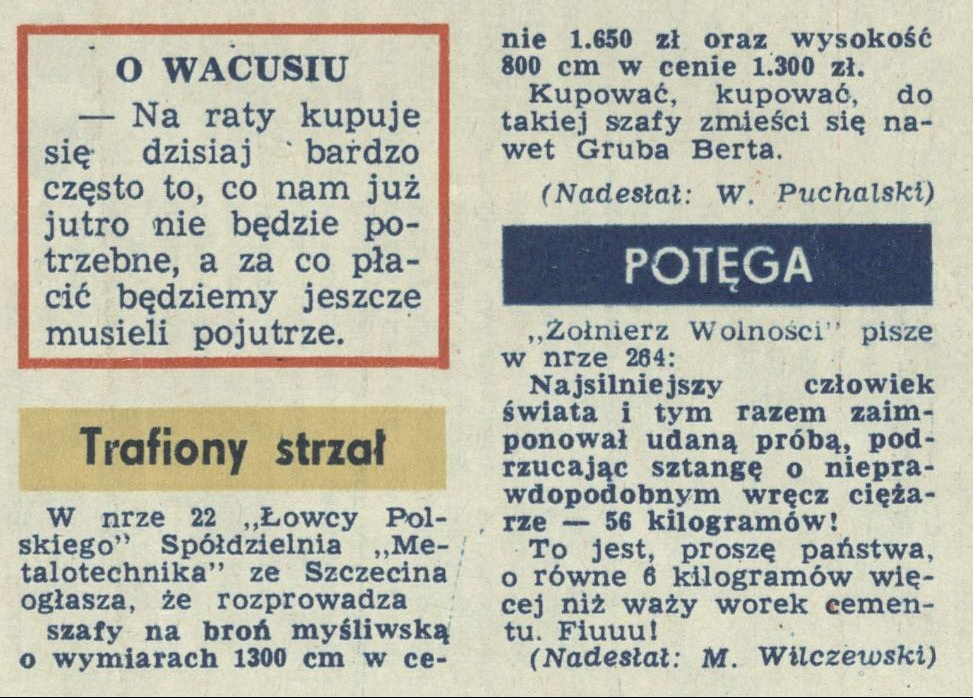 O WACUSIU
— Na raty kupuje
się dzisiaj bardzo
często to, co nam już
jutro nie będzie po-
trzebne, a za co pła-
cić będziemy jeszcze
musieli pojutrze.
Trafiony strzał
W nrze 22 „Łowcy Pol-
skiego” Spółdzielnia „Me-
talotechnika” ze Szczecina
ogłasza, że rozprowadza
szafy na broń myśliwską
o wymiarach 1300 cm w ce-
nie 1.650 zł oraz wysokość
800 cm w cenie 1.300 zł.
Kupować, kupować, do
takiej szafy zmieści się na-
wet Gruba Berta.
(Nadesłał: W. Puchalski)
POTĘGA
„Żołnierz Wolności” pisze
w nrze 264:
Najsilniejszy człowiek
świata i tym razem zaim-
ponował udaną próbą, pod-
rzucając sztangę o niepra-
wdopodobnym wręcz cięża-
rze — 56 kilogramów!
To jest, proszę państwa,
o równe 6 kilogramów wię-
cej niż waży worek cemen-
tu. Fiuuu!
(Nadesłał: M. Wilczewski)